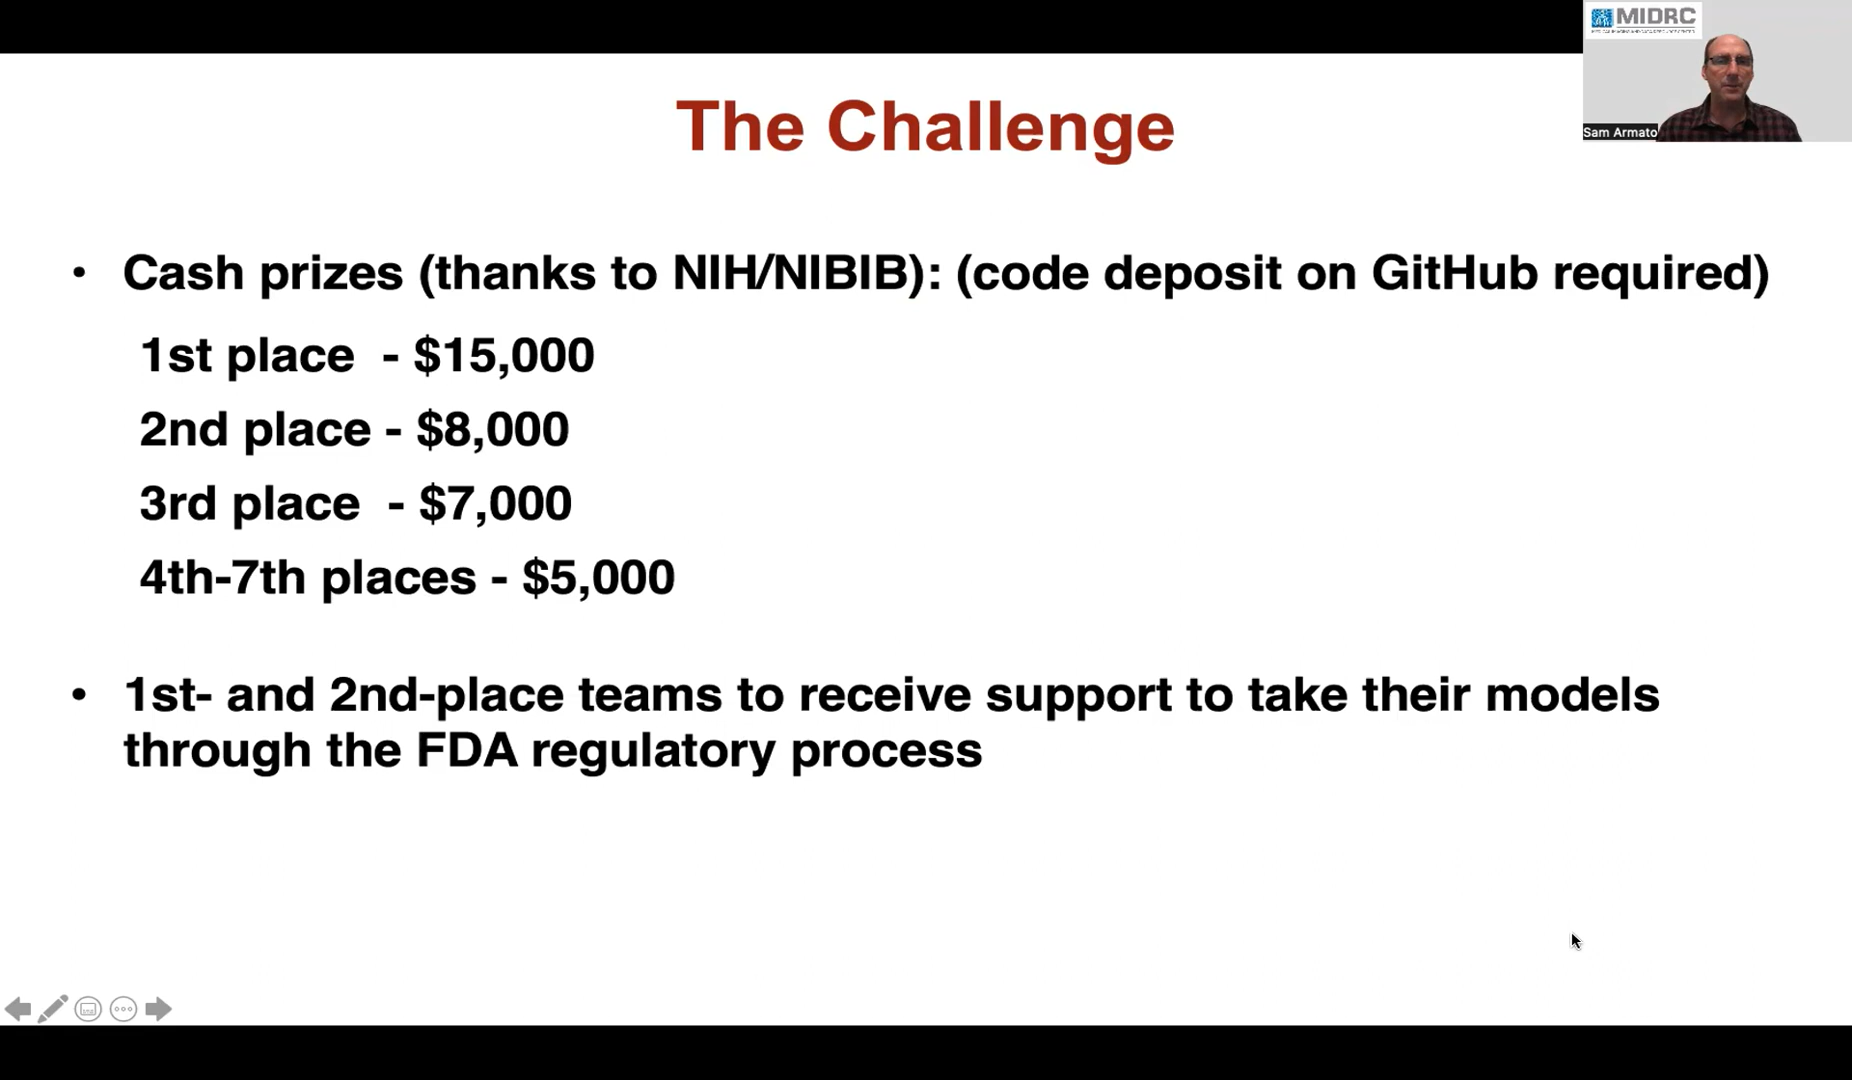 MIDRC
Sam Armato
The Challenge
• Cash prizes (thanks to NIH/NIBIB): (code deposit on GitHub required)
1st place - $15,000
2nd place - $8,000
3rd place - $7,000
4th-7th places - $5,000
• 1st- and 2nd-place teams to receive support to take their models
through the FDA regulatory process